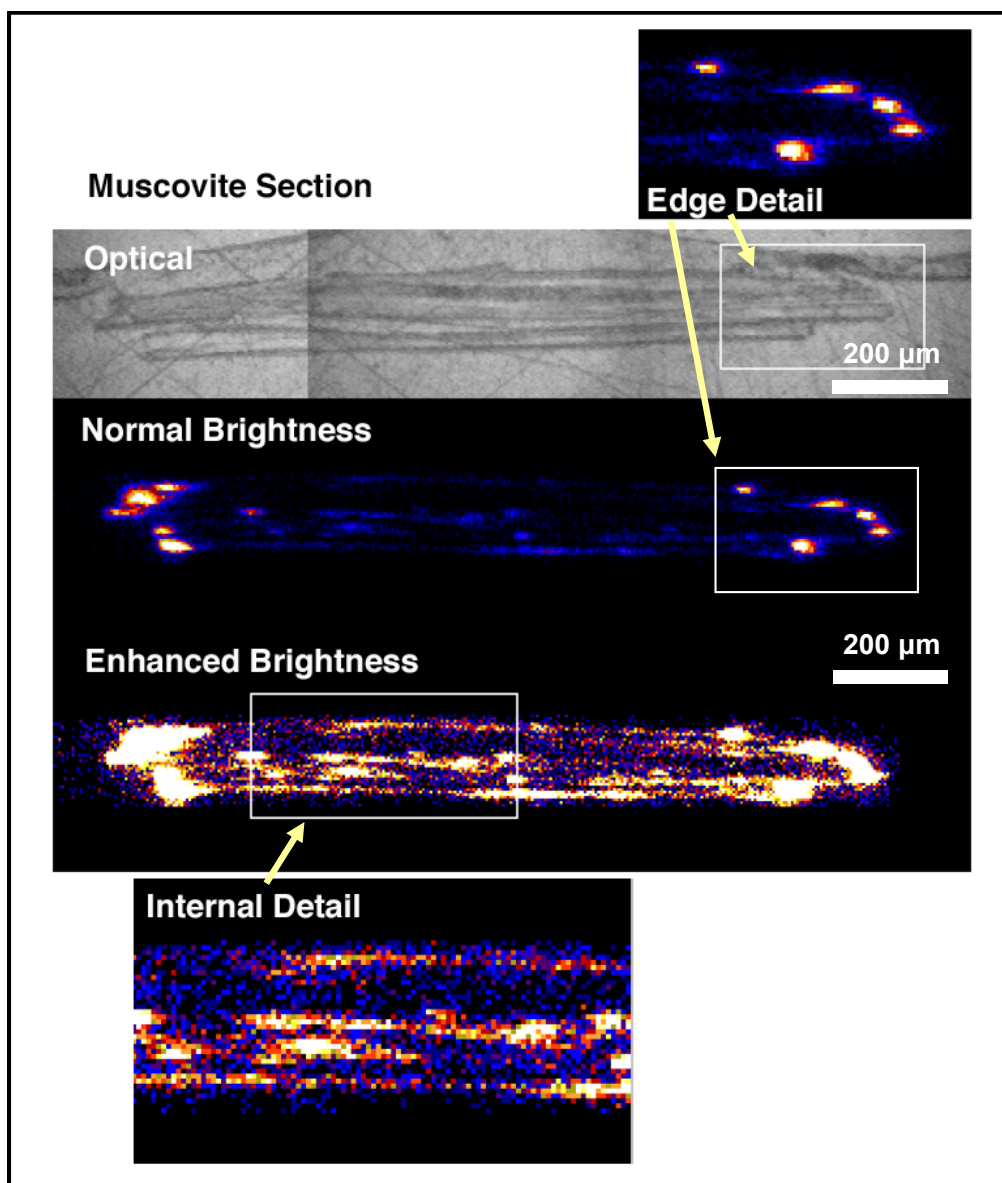 Muscovite Section
Edge Detail
Optical
200 µm
Normal Brightness
Enhanced Brightness
200 µm
Internal Detail